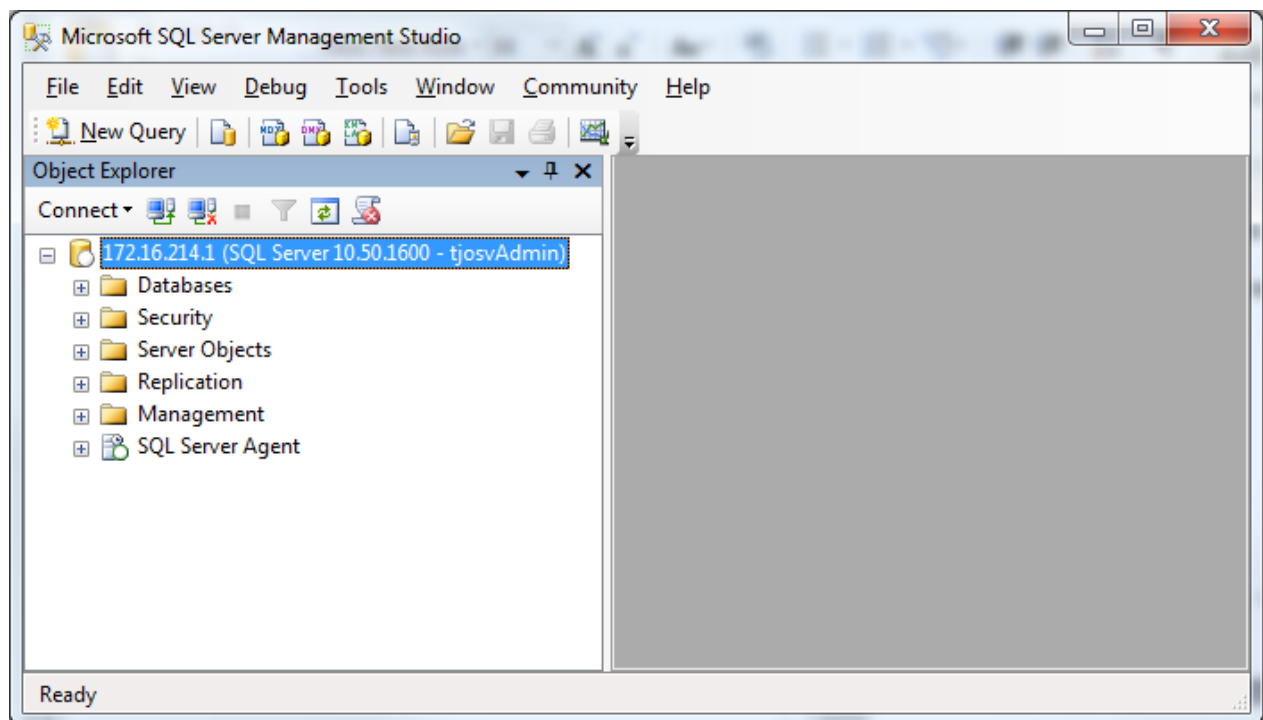 Microsoft SQL Server Management Studio
File Edit View Debug Tools Window Community Help
New Query
Object Explorer
Connect
172.16.214.1 (SQL Server 10.50.1600 - tjosvAdmin)
Databases
Security
Server Objects
Replication
Management
SQL Server Agent
Ready